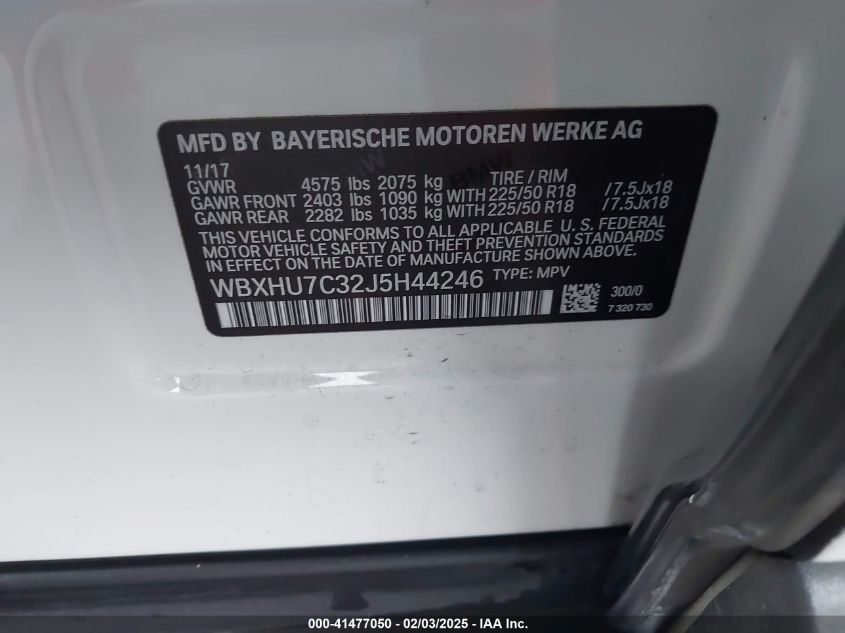 MFD BY BAYERISCHE MOTOREN WERKE AG
11/17
GVWR 4575 lbs 2075 kg TIRE / RIM
GAWR FRONT 2403 lbs 1090 kg WITH 225/50 R18 /7.5Jx18
GAWR REAR 2282 lbs 1035 kg WITH 225/50 R18 /7.5Jx18
THIS VEHICLE CONFORMS TO ALL APPLICABLE U. S. FEDERAL
MOTOR VEHICLE SAFETY AND THEFT PREVENTION STANDARDS
IN EFFECT ON THE DATE OF MANUFACTURE SHOWN ABOVE.
WBXHU7C32J5H44246 TYPE: MPV
300/0
7 320 730
000-41477050 - 02/03/2025 - IAA Inc.